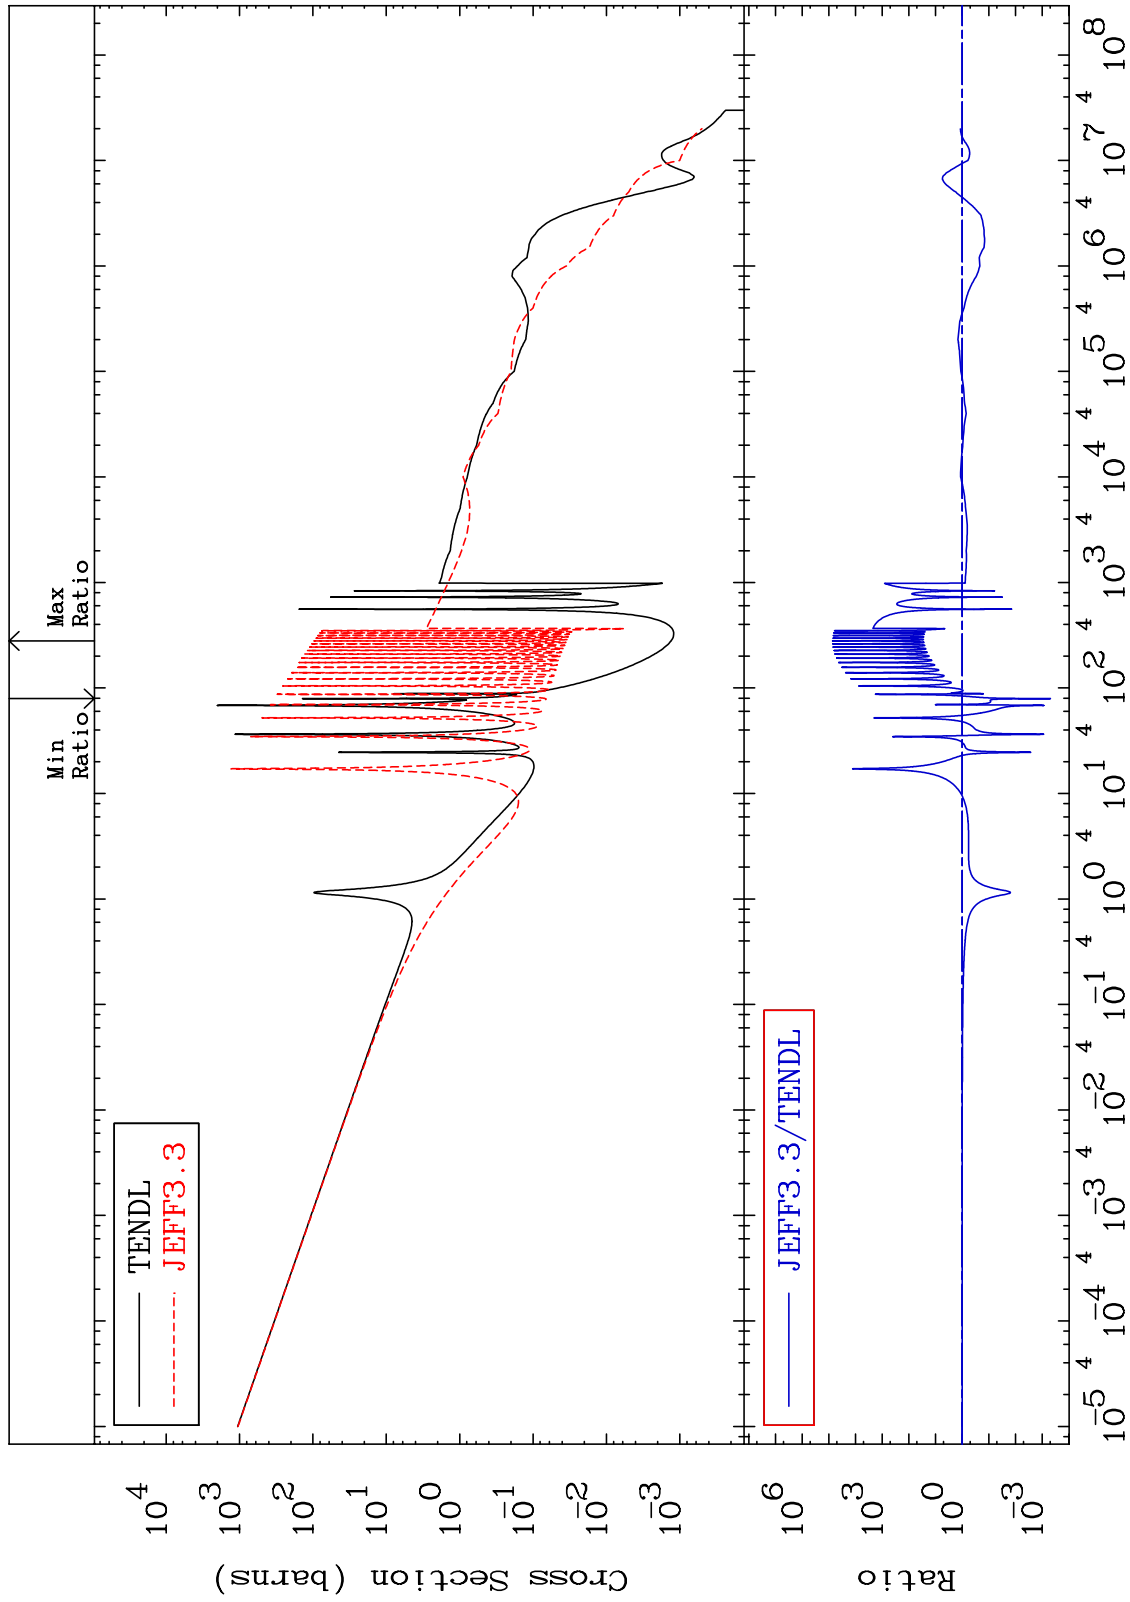 Min
Ratio
Max
Ratio
TENDL
JEFF3.3
10^4
10^3
10^2
10^1
10^0
10^-1
10^-2
10^-3
Cross Section (barns)
JEFF3.3/TENDL
10^6
10^3
10^0
10^-3
Ratio
10^-5 4 10^-4 4 10^-3 4 10^-2 4 10^-1 4 10^0 4 10^1 4 10^2 4 10^3 4 10^4 4 10^5 4 10^6 4 10^7 4 10^8